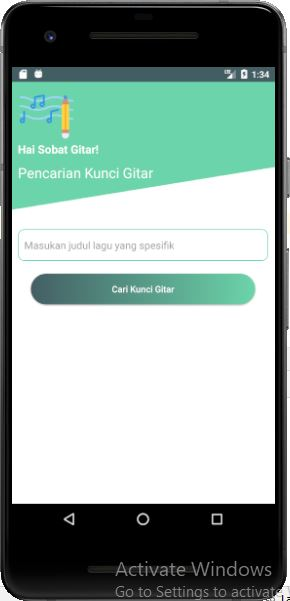 LTE 1:34
Hai Sobat Gitar!
Pencarian Kunci Gitar
Masukan judul lagu yang spesifik
Cari Kunci Gitar
Activate Windows
Go to Settings to activate